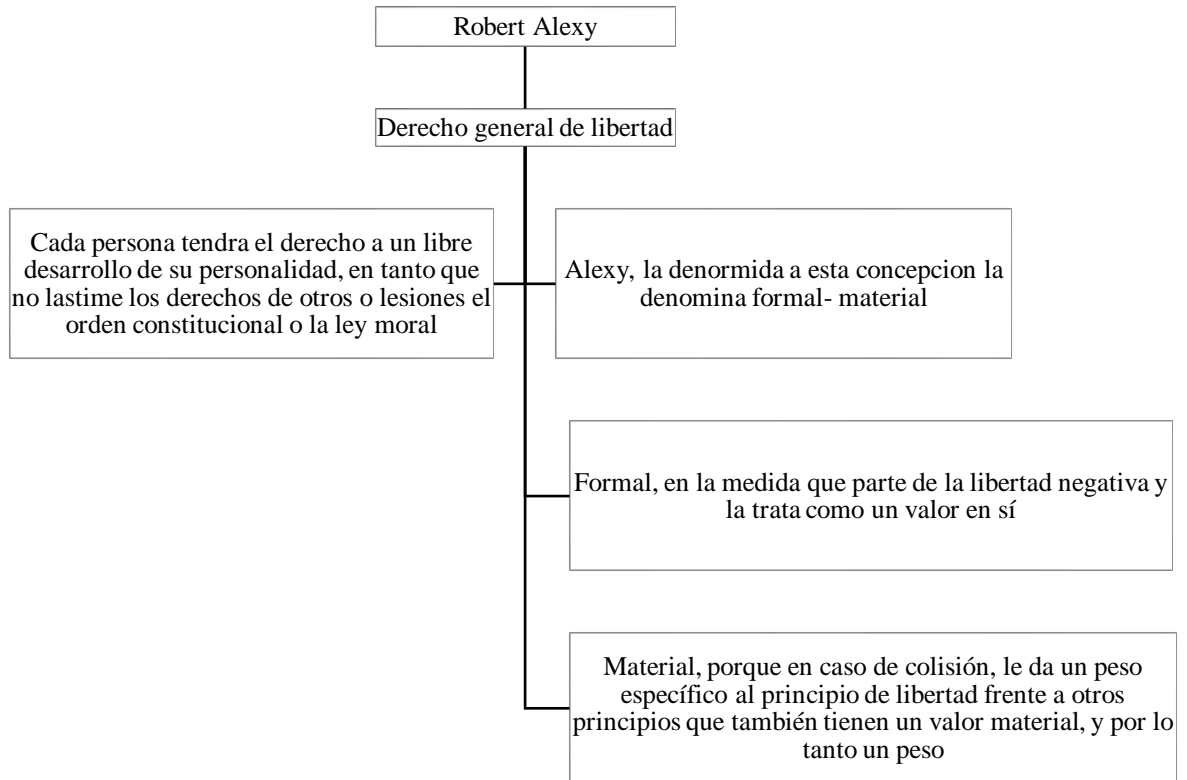 Robert Alexy
Derecho general de libertad
Cada persona tendra el derecho a un libre
desarrollo de su personalidad, en tanto que
no lastime los derechos de otros o lesiones el
orden constitucional o la ley moral
Alexy, la denormida a esta concepcion la
denomina formal- material
Formal, en la medida que parte de la libertad negativa y
la trata como un valor en sí
Material, porque en caso de colisión, le da un peso
específico al principio de libertad frente a otros
principios que también tienen un valor material, y por lo
tanto un peso